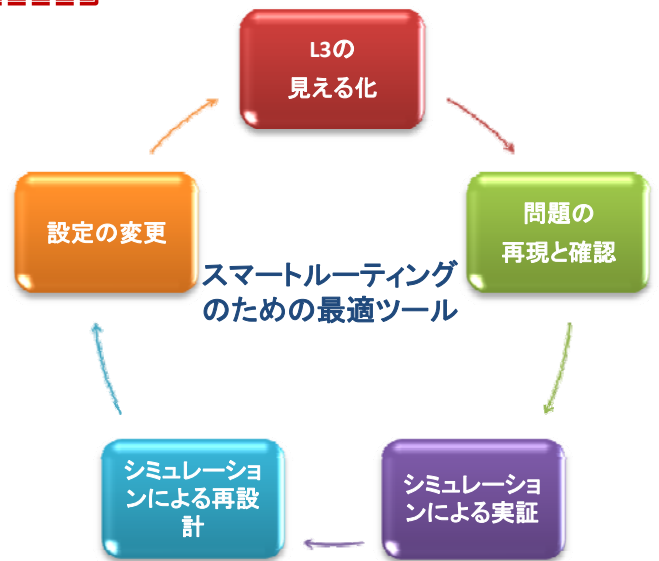 L3の
見える化
問題の
再現と確認
設定の変更
スマートルーティング
のための最適ツール
シミュレーショ
ンによる再設
計
シミュレーショ
ンによる実証